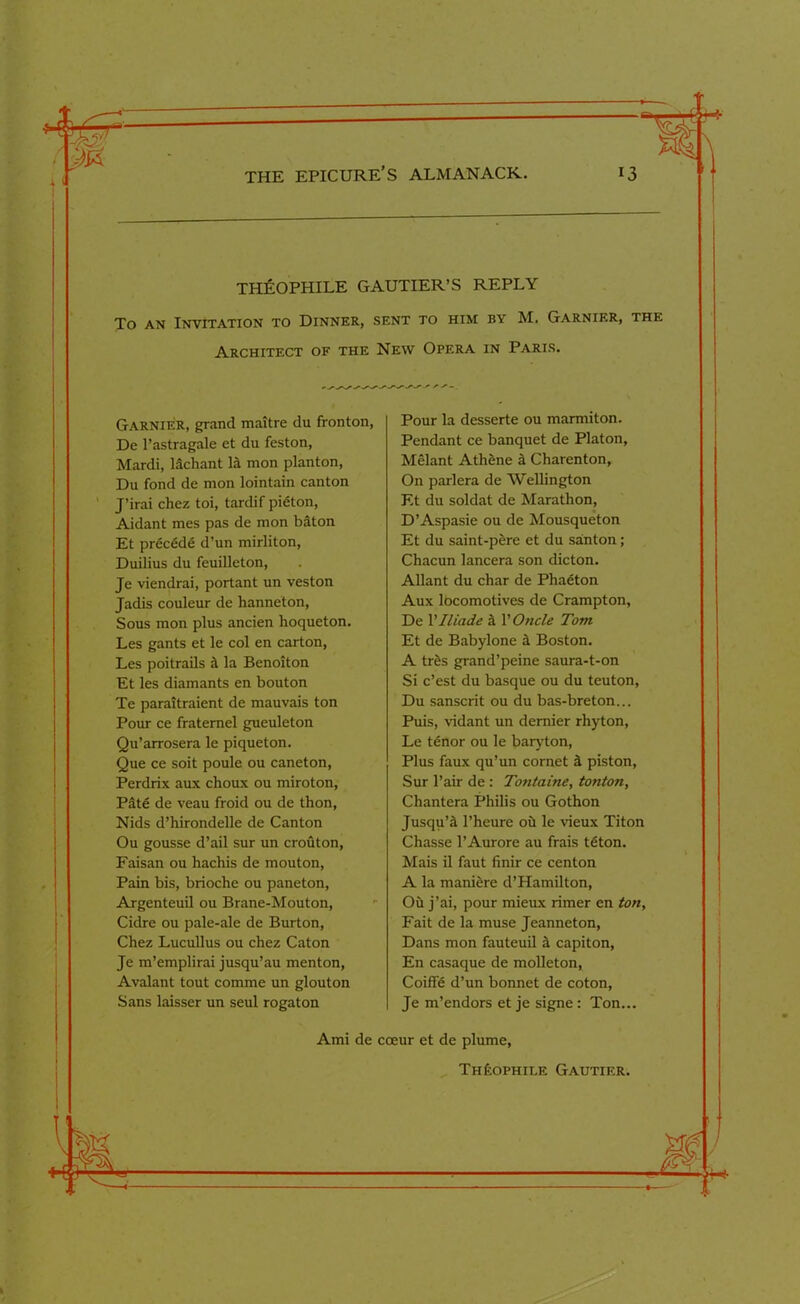 THE EPICURE'S ALMANACK. 13
THÉOPHILE GAUTIER'S REPLY
To an Invitation to Dinner, sent to him by M. Garnier, the
Architect of the New Opera in Paris.
Garnier, grand maître du fronton,
De l'astragale et du feston,
Mardi, lâchant là mon planton,
Du fond de mon lointain canton
J'irai chez toi, tardif piéton,
Aidant mes pas de mon bâton
Et précédé d'un mirliton,
Duilius du feuilleton,
Je viendrai, portant un veston
Jadis couleur de hanneton,
Sous mon plus ancien hoqueton.
Les gants et le col en carton,
Les poitrails à la Benoîton
Et les diamants en bouton
Te paraîtraient de mauvais ton
Pour ce fraternel gueuleton
Qu'arrosera le piqueton.
Que ce soit poule ou caneton,
Perdrix aux choux ou miroton,
Pâté de veau froid ou de thon,
Nids d'hirondelle de Canton
Ou gousse d'ail sur un croûton,
Faisan ou hachis de mouton,
Pain bis, brioche ou paneton,
Argenteuil ou Brane-Mouton,
Cidre ou pale-ale de Burton,
Chez Lucullus ou chez Caton
Je m'emplirai jusqu'au menton,
Avalant tout comme un glouton
Sans laisser un seul rogaton
Pour la desserte ou marmiton.
Pendant ce banquet de Platon,
Mêlant Athène à Charenton,
On parlera de Wellington
Et du soldat de Marathon,
D'Aspasie ou de Mousqueton
Et du saint-père et du santon;
Chacun lancera son dicton.
Allant du char de Phaéton
Aux locomotives de Crampton,
De l'Iliade à l'Oncle Tom
Et de Babylone à Boston.
A très grand'peine saura-t-on
Si c'est du basque ou du teuton,
Du sanscrit ou du bas-breton...
Puis, vidant un dernier rhyton,
Le ténor ou le baryton,
Plus faux qu'un cornet à piston,
Sur l'air de : Tontaine, tonton,
Chantera Philis ou Gothon
Jusqu'à l'heure où le vieux Titon
Chasse l'Aurore au frais téton.
Mais il faut finir ce centon
A la manière d'Hamilton,
Où j'ai, pour mieux rimer en ton,
Fait de la muse Jeanneton,
Dans mon fauteuil à capiton,
En casaque de molleton,
Coiffé d'un bonnet de coton,
Je m'endors et je signe : Ton...
Ami de cœur et de plume,
Théophile Gautier.